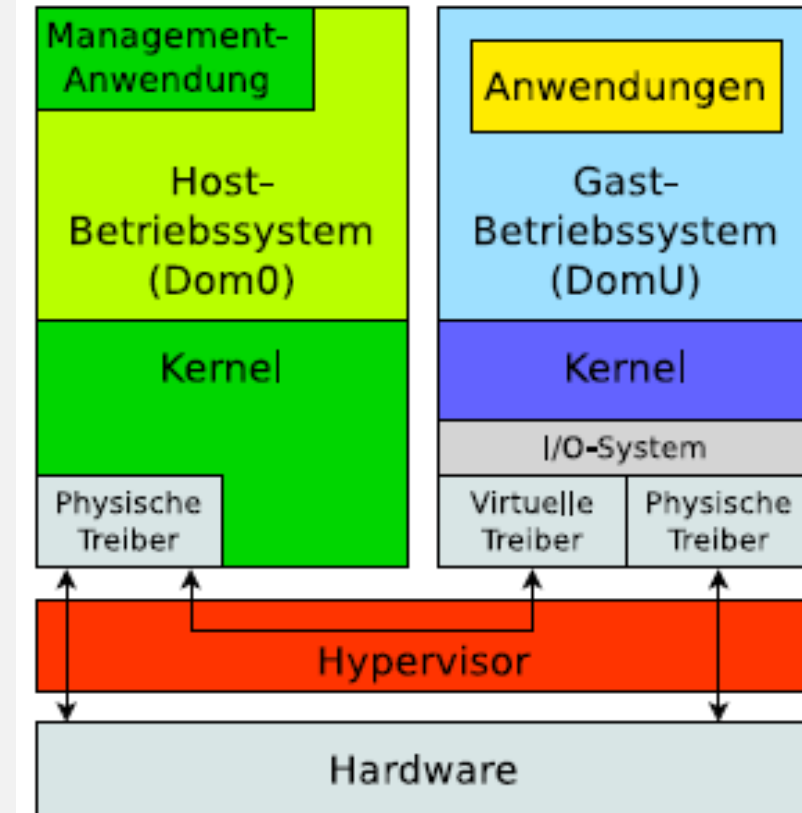 Management-
Anwendung
Host-
Betriebssystem
(Dom0)
Kernel
Physische
Treiber
Anwendungen
Gast-
Betriebssystem
(DomU)
Kernel
I/O-System
Virtuelle
Treiber
Physische
Treiber
Hypervisor
Hardware